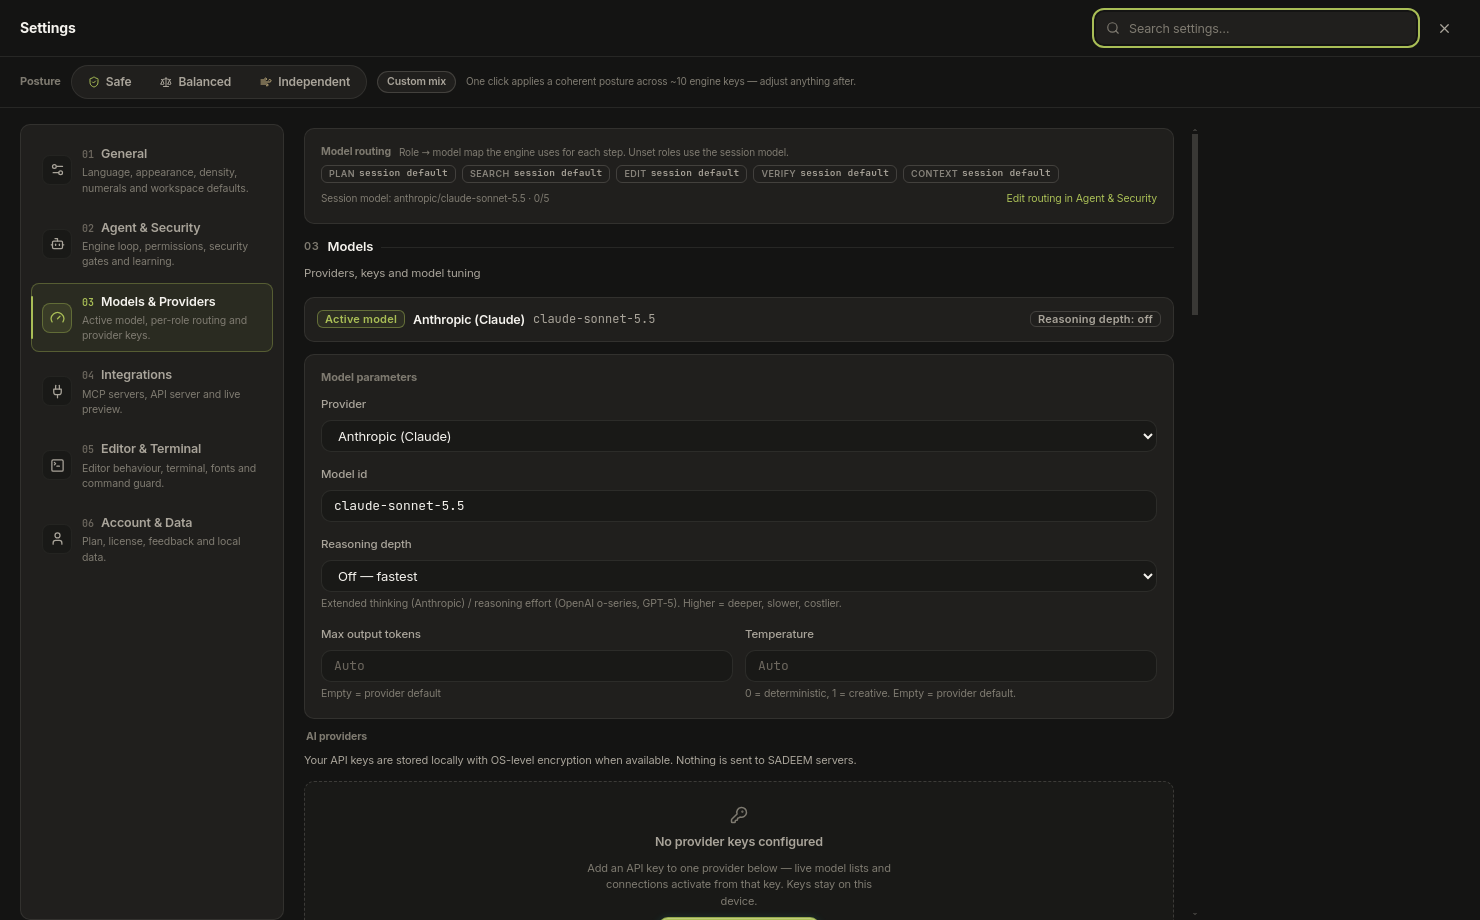 Settings
Search settings...
Posture
Safe
Balanced
Independent
Custom mix
One click applies a coherent posture across ~10 engine keys — adjust anything after.
01 General
Language, appearance, density,
numerals and workspace defaults.
02 Agent & Security
Engine loop, permissions, security
gates and learning.
03 Models & Providers
Active model, per-role routing and
provider keys.
04 Integrations
MCP servers, API server and live
preview.
05 Editor & Terminal
Editor behaviour, terminal, fonts and
command guard.
06 Account & Data
Plan, license, feedback and local
data.
Model routing Role → model map the engine uses for each step. Unset roles use the session model.
PLAN session default SEARCH session default EDIT session default VERIFY session default CONTEXT session default
Session model: anthropic/claude-sonnet-5.5 · 0/5
Edit routing in Agent & Security
03 Models
Providers, keys and model tuning
Active model Anthropic (Claude) claude-sonnet-5.5
Reasoning depth: off
Model parameters
Provider
Anthropic (Claude)
Model id
claude-sonnet-5.5
Reasoning depth
Off — fastest
Extended thinking (Anthropic) / reasoning effort (OpenAI o-series, GPT-5). Higher = deeper, slower, costlier.
Max output tokens
Auto
Empty = provider default
Temperature
Auto
0 = deterministic, 1 = creative. Empty = provider default.
AI providers
Your API keys are stored locally with OS-level encryption when available. Nothing is sent to SADEEM servers.
No provider keys configured
Add an API key to one provider below — live model lists and
connections activate from that key. Keys stay on this
device.